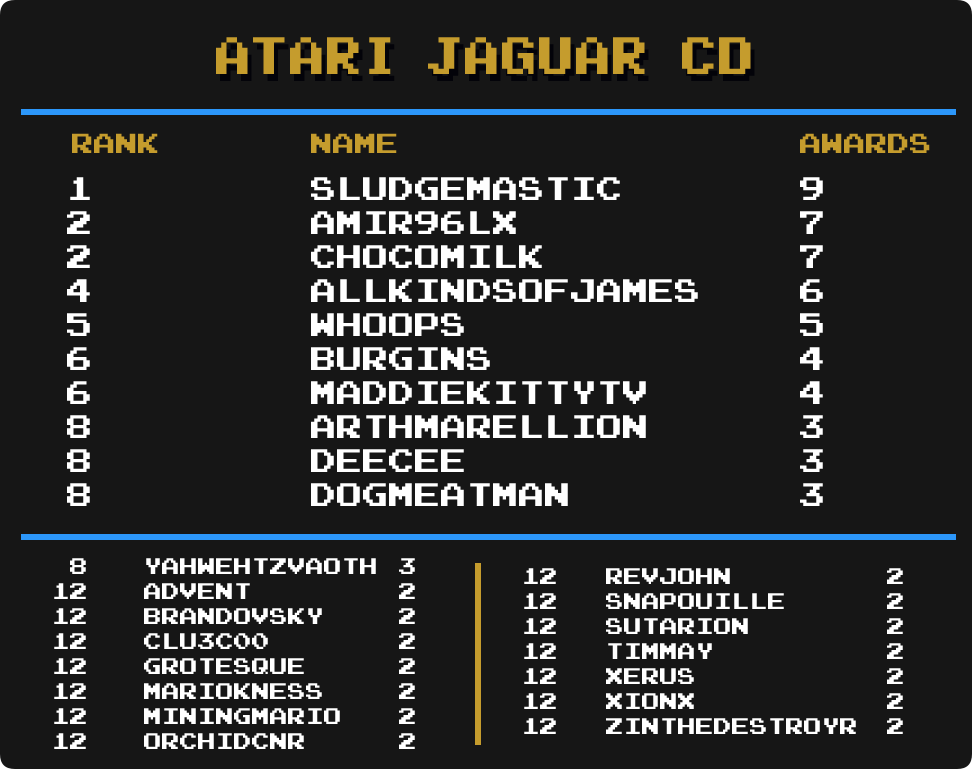 ATARI JAGUAR CD
RANK NAME AWARDS
1 SLUDGEMASTIC 9
2 AMIR96LX 7
2 CHOCOMILK 7
4 ALLKINDSOFJAMES 6
5 WHOOPS 5
6 BURGINS 4
6 MADDIEKITTYTV 4
8 ARTHMARELLION 3
8 DEECEE 3
8 DOGMEATMAN 3
8 YAHWEHTZVAOTH 3
12 ADVENT 2
12 BRANDOVSKY 2
12 CLU3C00 2
12 GROTESQUE 2
12 MARIOKNESS 2
12 MININGMARIO 2
12 ORCHIDCNR 2
12 REVJOHN 2
12 SNAPOUILLE 2
12 SUTARION 2
12 TIMMAY 2
12 XERUS 2
12 XIONX 2
12 ZINTHEDESTROYR 2